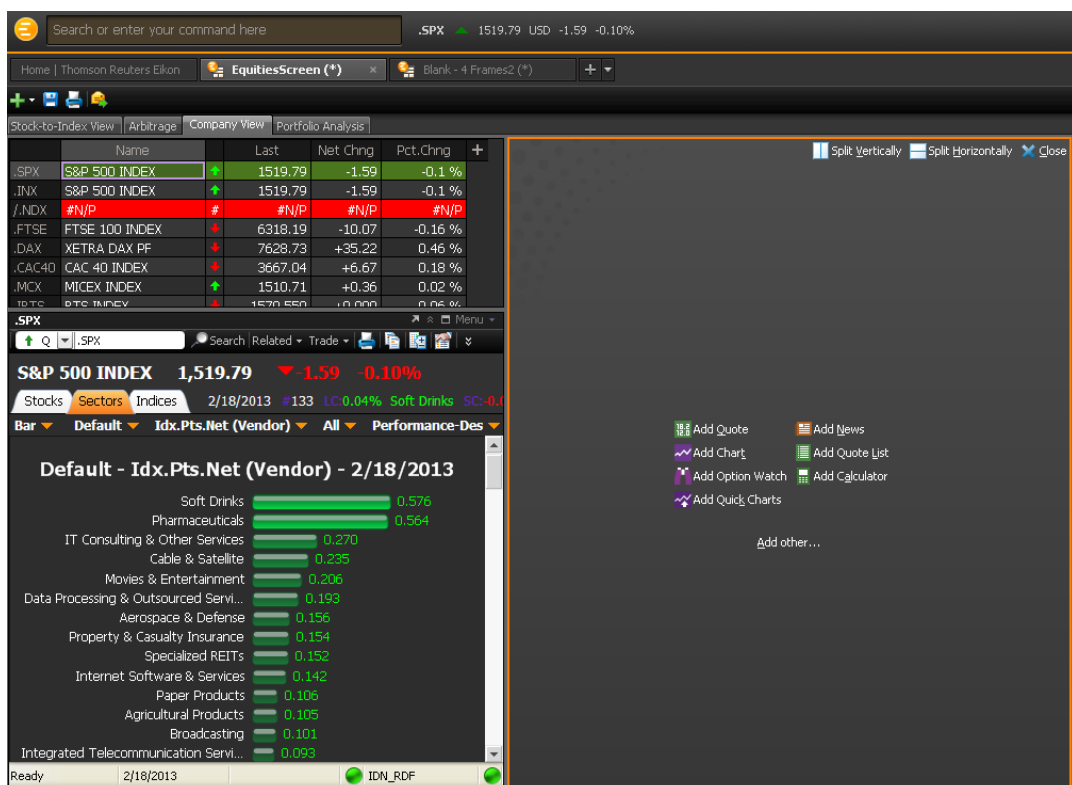 Search or enter your command here .SPX 1519.79 USD -1.59 -0.10%
Home | Thomson Reuters Eikon EquitiesScreen (*) × Blank - 4 Frames2 (*) +
Stock-to-Index View Arbitrage Company View Portfolio Analysis
Split Vertically Split Horizontally Close
Name Last Net Chng Pct.Chng +
.SPX S&P 500 INDEX 1519.79 -1.59 -0.1 %
.INX S&P 500 INDEX 1519.79 -1.59 -0.1 %
/.NDX #N/P # #N/P #N/P #N/P
.FTSE FTSE 100 INDEX 6318.19 -10.07 -0.16 %
.DAX XETRA DAX PF 7628.73 +35.22 0.46 %
.CAC40 CAC 40 INDEX 3667.04 +6.67 0.18 %
.MCX MICEX INDEX 1510.71 +0.36 0.02 %
.IRTS RTS INDEX 1570.550 +0.000 0.06 %
.SPX Menu
Q .SPX Search Related Trade
S&P 500 INDEX 1,519.79 -1.59 -0.10%
Stocks Sectors Indices 2/18/2013 #133 LC:0.04% Soft Drinks SC:-0.0
Bar Default Idx.Pts.Net (Vendor) All Performance-Des
Default - Idx.Pts.Net (Vendor) - 2/18/2013
Soft Drinks 0.576
Pharmaceuticals 0.564
IT Consulting & Other Services 0.270
Cable & Satellite 0.235
Movies & Entertainment 0.206
Data Processing & Outsourced Servi... 0.193
Aerospace & Defense 0.156
Property & Casualty Insurance 0.154
Specialized REITs 0.152
Internet Software & Services 0.142
Paper Products 0.106
Agricultural Products 0.105
Broadcasting 0.101
Integrated Telecommunication Servi... 0.093
Ready 2/18/2013 IDN_RDF
Add Quote Add News
Add Chart Add Quote List
Add Option Watch Add Calculator
Add Quick Charts
Add other...